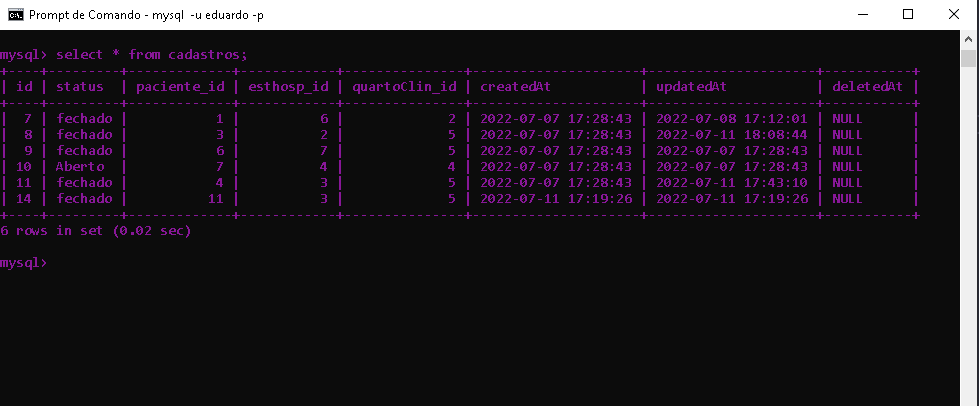 Prompt de Comando - mysql -u eduardo -p
mysql> select * from cadastros;
+----+---------+-------------+------------+---------------+---------------------+---------------------+-----------+
| id | status  | paciente_id | esthosp_id | quartoClin_id | createdAt           | updatedAt           | deletedAt |
+----+---------+-------------+------------+---------------+---------------------+---------------------+-----------+
|  7 | fechado |           1 |          6 |             2 | 2022-07-07 17:28:43 | 2022-07-08 17:12:01 | NULL      |
|  8 | fechado |           3 |          2 |             5 | 2022-07-07 17:28:43 | 2022-07-11 18:08:44 | NULL      |
|  9 | fechado |           6 |          7 |             5 | 2022-07-07 17:28:43 | 2022-07-07 17:28:43 | NULL      |
| 10 | Aberto  |           7 |          4 |             4 | 2022-07-07 17:28:43 | 2022-07-07 17:28:43 | NULL      |
| 11 | fechado |           4 |          3 |             5 | 2022-07-07 17:28:43 | 2022-07-11 17:43:10 | NULL      |
| 14 | fechado |          11 |          3 |             5 | 2022-07-11 17:19:26 | 2022-07-11 17:19:26 | NULL      |
+----+---------+-------------+------------+---------------+---------------------+---------------------+-----------+
6 rows in set (0.02 sec)
mysql>